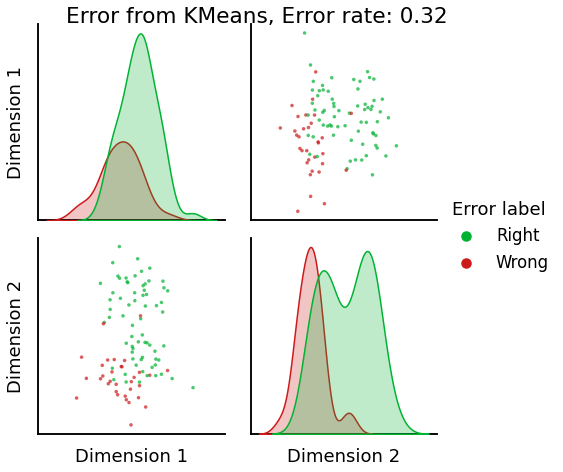 Error from KMeans, Error rate: 0.32
Dimension 1
Error label
Right
Wrong
Dimension 2
Dimension 1
Dimension 2